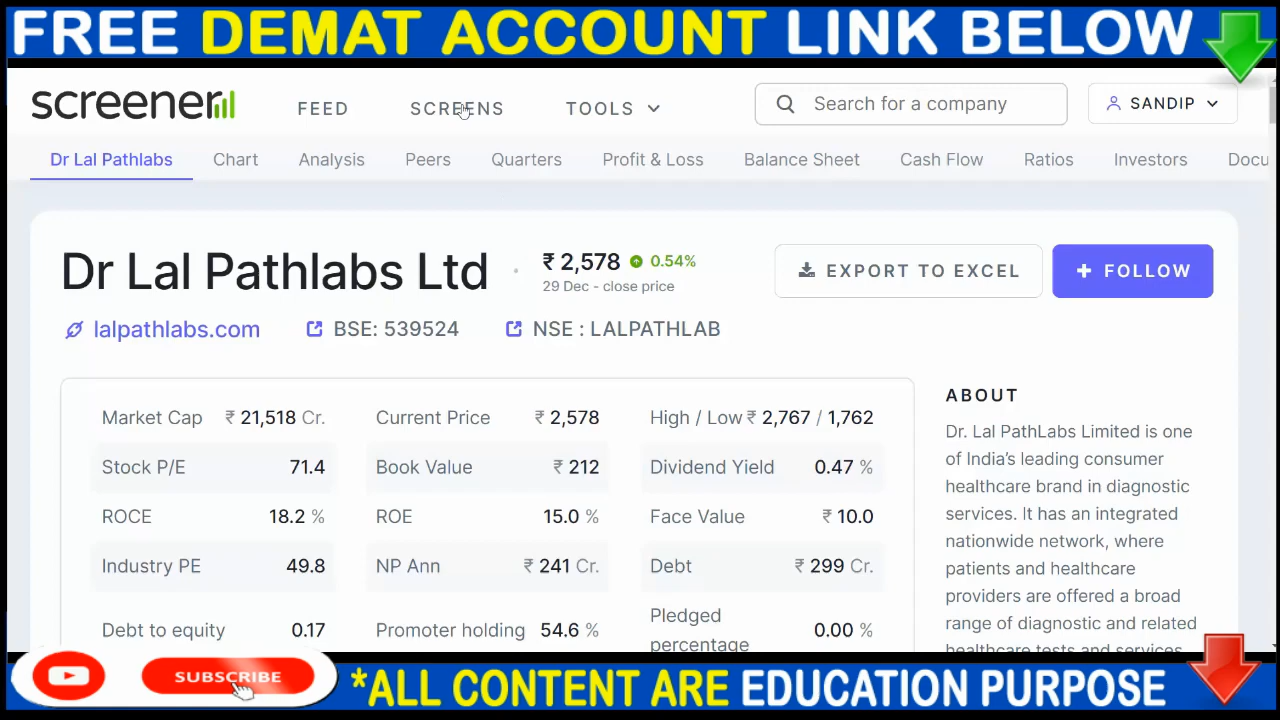 FREE DEMAT ACCOUNT LINK BELOW
screener
FEED
SCREENS
TOOLS
Search for a company
SANDIP
Dr Lal Pathlabs
Chart
Analysis
Peers
Quarters
Profit & Loss
Balance Sheet
Cash Flow
Ratios
Investors
Docu
Dr Lal Pathlabs Ltd
₹ 2,578 0.54%
29 Dec - close price
EXPORT TO EXCEL
+ FOLLOW
lalpathlabs.com
BSE: 539524
NSE : LALPATHLAB
Market Cap ₹ 21,518 Cr.
Current Price ₹ 2,578
High / Low ₹ 2,767 / 1,762
Stock P/E 71.4
Book Value ₹ 212
Dividend Yield 0.47 %
ROCE 18.2 %
ROE 15.0 %
Face Value ₹ 10.0
Industry PE 49.8
NP Ann ₹ 241 Cr.
Debt ₹ 299 Cr.
Debt to equity 0.17
Promoter holding 54.6 %
Pledged
percentage 0.00 %
ABOUT
Dr. Lal PathLabs Limited is one
of India's leading consumer
healthcare brand in diagnostic
services. It has an integrated
nationwide network, where
patients and healthcare
providers are offered a broad
range of diagnostic and related
healthcare tests and services
SUBSCRIBE
*ALL CONTENT ARE EDUCATION PURPOSE